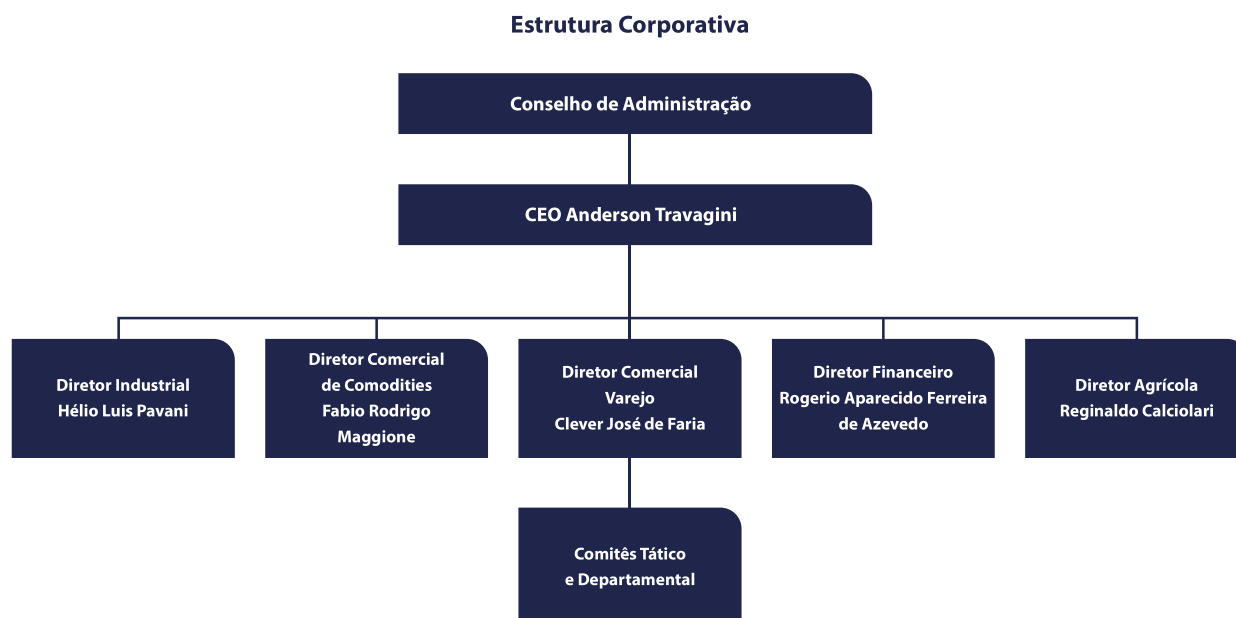 Estrutura Corporativa
Conselho de Administração
CEO Anderson Travagini
Diretor Industrial
Hélio Luis Pavani
Diretor Comercial
de Comodities
Fabio Rodrigo
Maggione
Diretor Comercial
Varejo
Clever José de Faria
Diretor Financeiro
Rogerio Aparecido Ferreira
de Azevedo
Diretor Agrícola
Reginaldo Calciolari
Comitês Tático
e Departamental